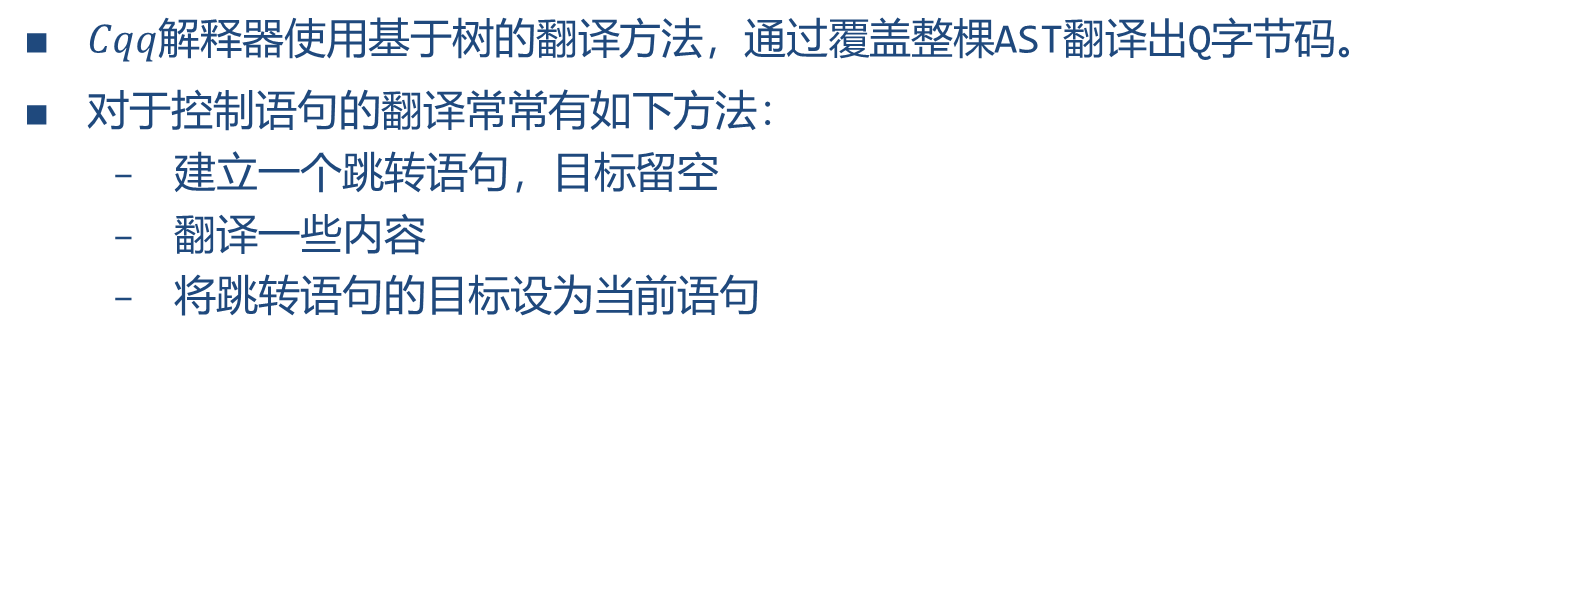 ■ Cqq解释器使用基于树的翻译方法，通过覆盖整棵AST翻译出Q字节码。
■ 对于控制语句的翻译常常有如下方法：
– 建立一个跳转语句，目标留空
– 翻译一些内容
– 将跳转语句的目标设为当前语句